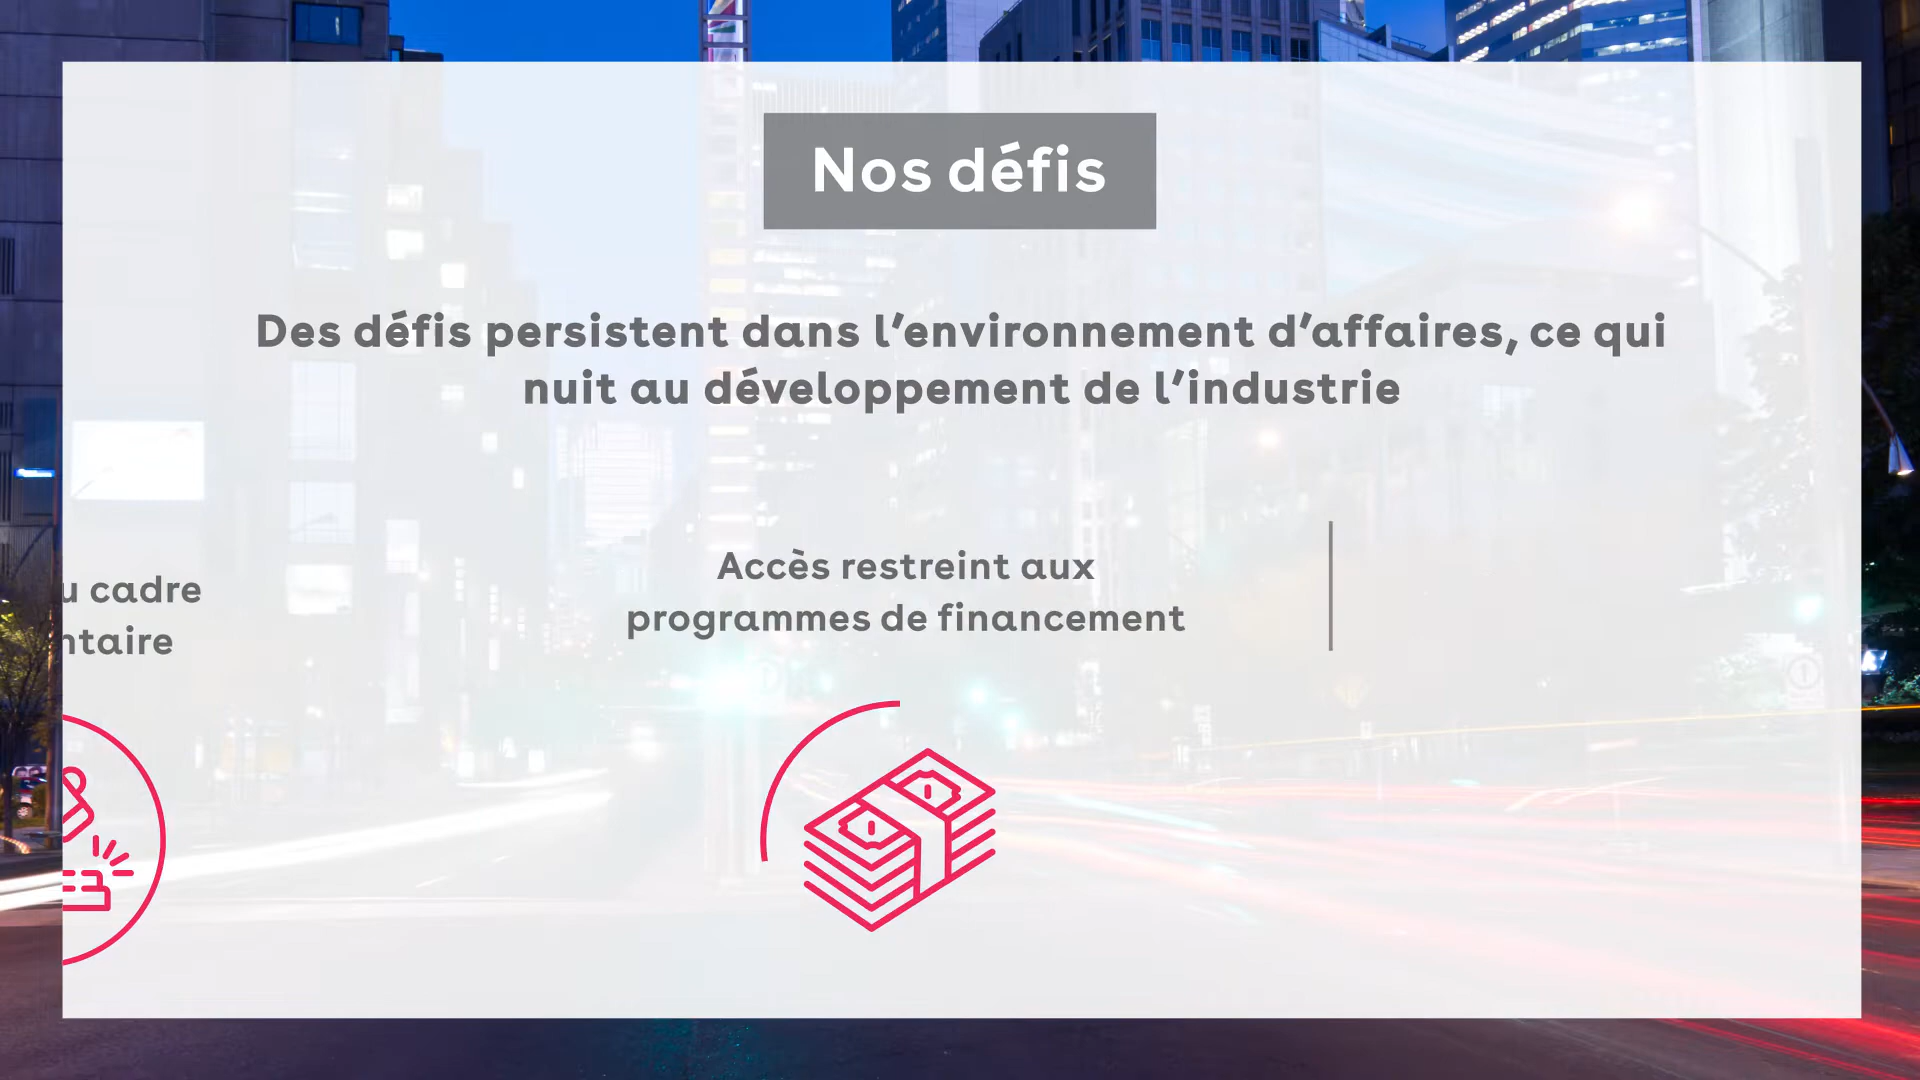 Nos défis
Des défis persistent dans l’environnement d’affaires, ce qui
nuit au développement de l’industrie
u cadre
ntaire
Accès restreint aux
programmes de financement